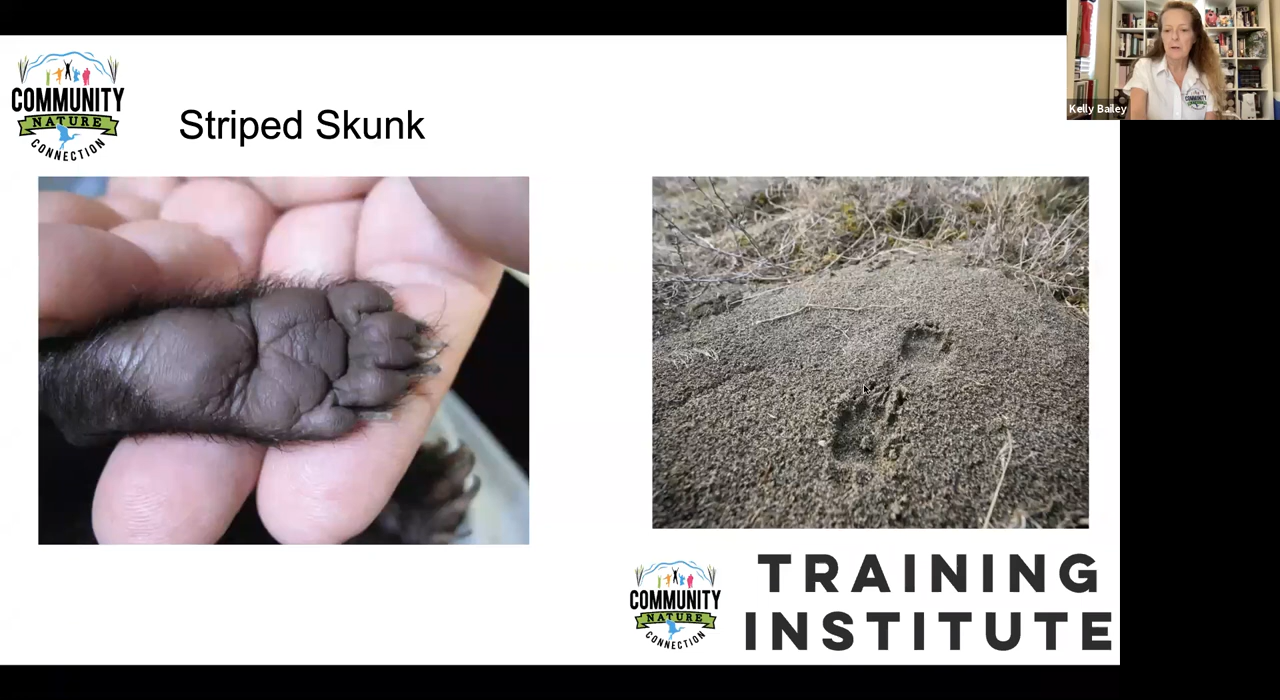 COMMUNITY
NATURE
CONNECTION
Striped Skunk
Kelly Bailey
COMMUNITY
NATURE
CONNECTION
TRAINING
INSTITUTE